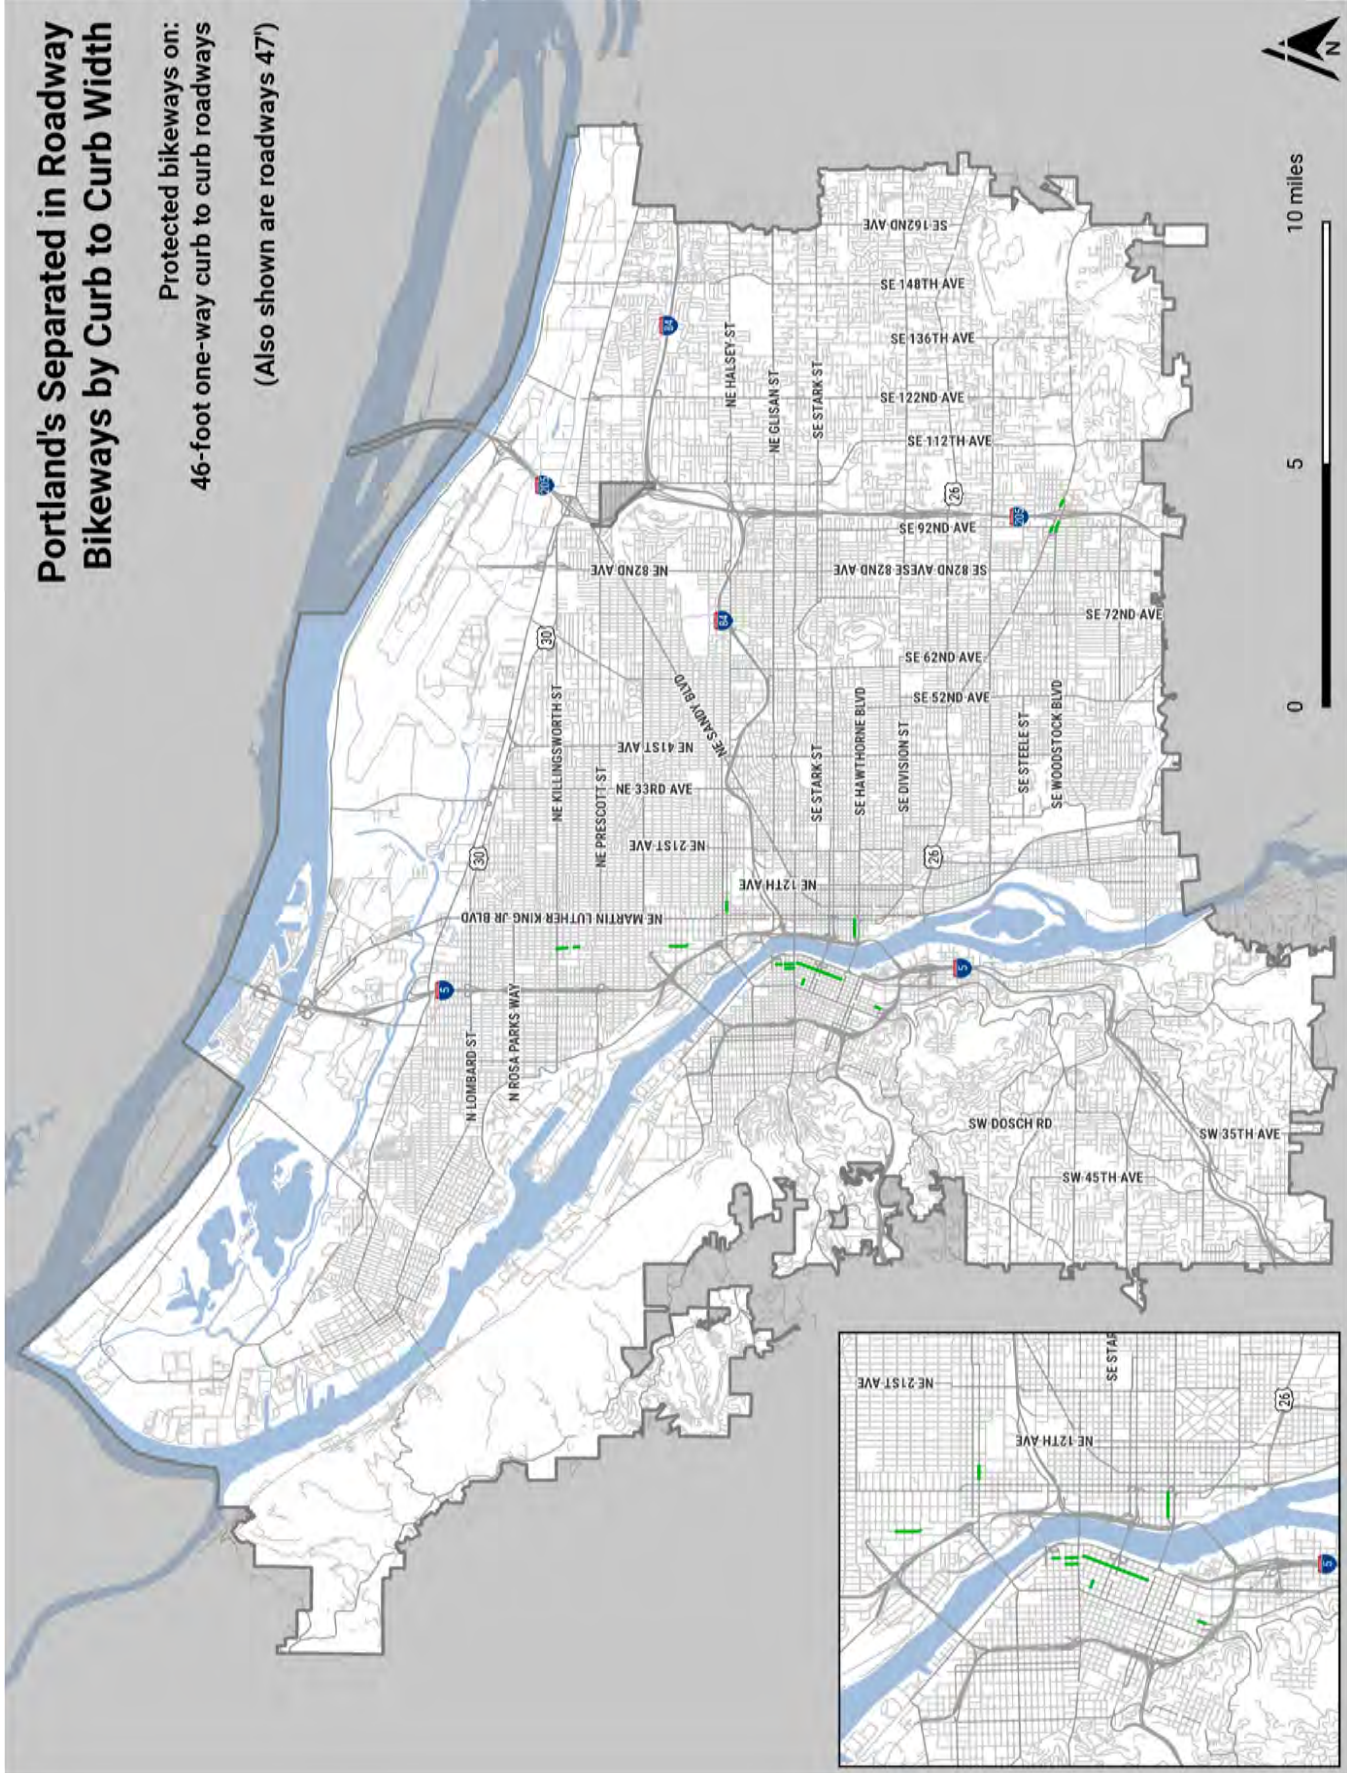 Portland's Separated in Roadway
Bikeways by Curb to Curb Width
Protected bikeways on:
46-foot one-way curb to curb roadways
(Also shown are roadways 47')
N
10 miles
5
0
SE 162ND AVE
SE 148TH AVE
84
NE HALSEY ST
SE 136TH AVE
NE GLISAN ST
SE STARK ST
SE 122ND AVE
SE 112TH AVE
205
26
205
SE 92ND AVE
NE 82ND AVE
SE 82ND AVESE 82ND AVE
84
30
SE 72ND AVE
SE 62ND AVE
NE SANDY BLVD
SE 52ND AVE
NE KILLINGSWORTH ST
NE 41ST AVE
SE HAWTHORNE BLVD
SE DIVISION ST
SE STEELE ST
SE WOODSTOCK BLVD
NE PRESCOTT ST
NE 33RD AVE
SE STARK ST
30
NE 21ST AVE
26
NE 12TH AVE
NE MARTIN LUTHER KING JR BLVD
5
5
N LOMBARD ST
N ROSA PARKS WAY
SW DOSCH RD
SW 35TH AVE
SW 45TH AVE
NE 21ST AVE
SE STAR
26
NE 12TH AVE
5